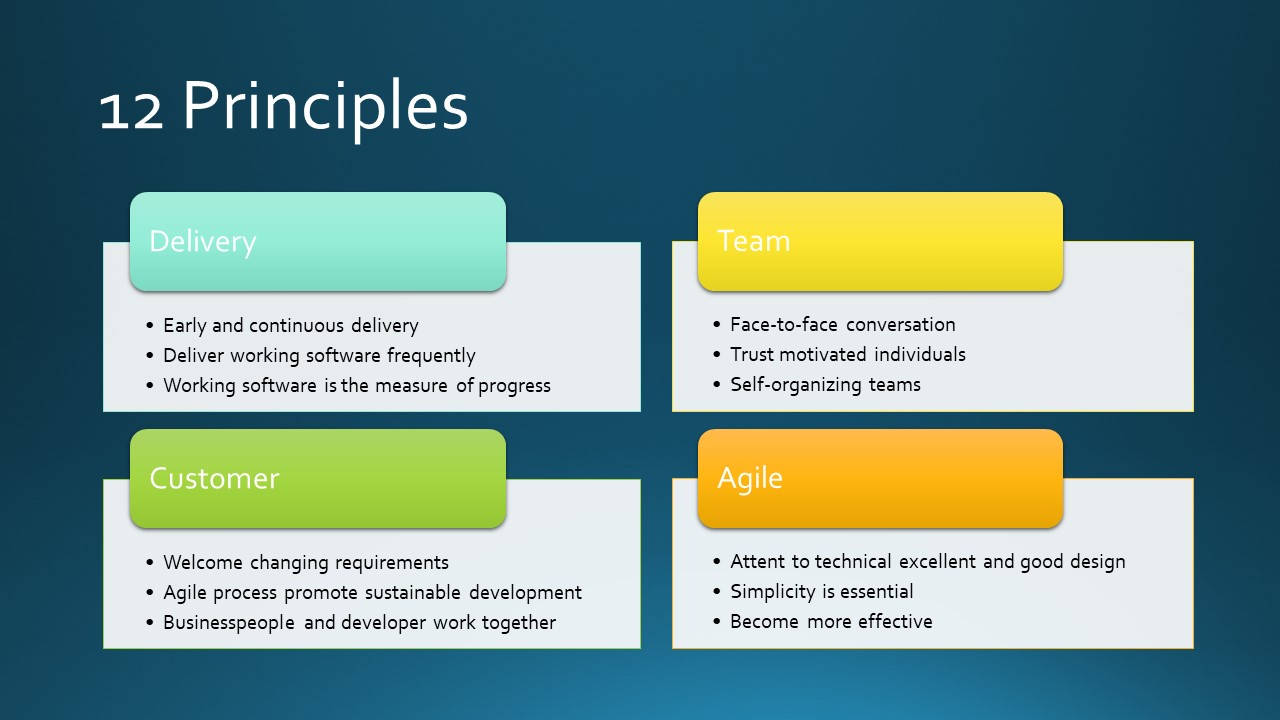 12 Principles
Delivery
• Early and continuous delivery
• Deliver working software frequently
• Working software is the measure of progress
Team
• Face-to-face conversation
• Trust motivated individuals
• Self-organizing teams
Customer
• Welcome changing requirements
• Agile process promote sustainable development
• Businesspeople and developer work together
Agile
• Attent to technical excellent and good design
• Simplicity is essential
• Become more effective